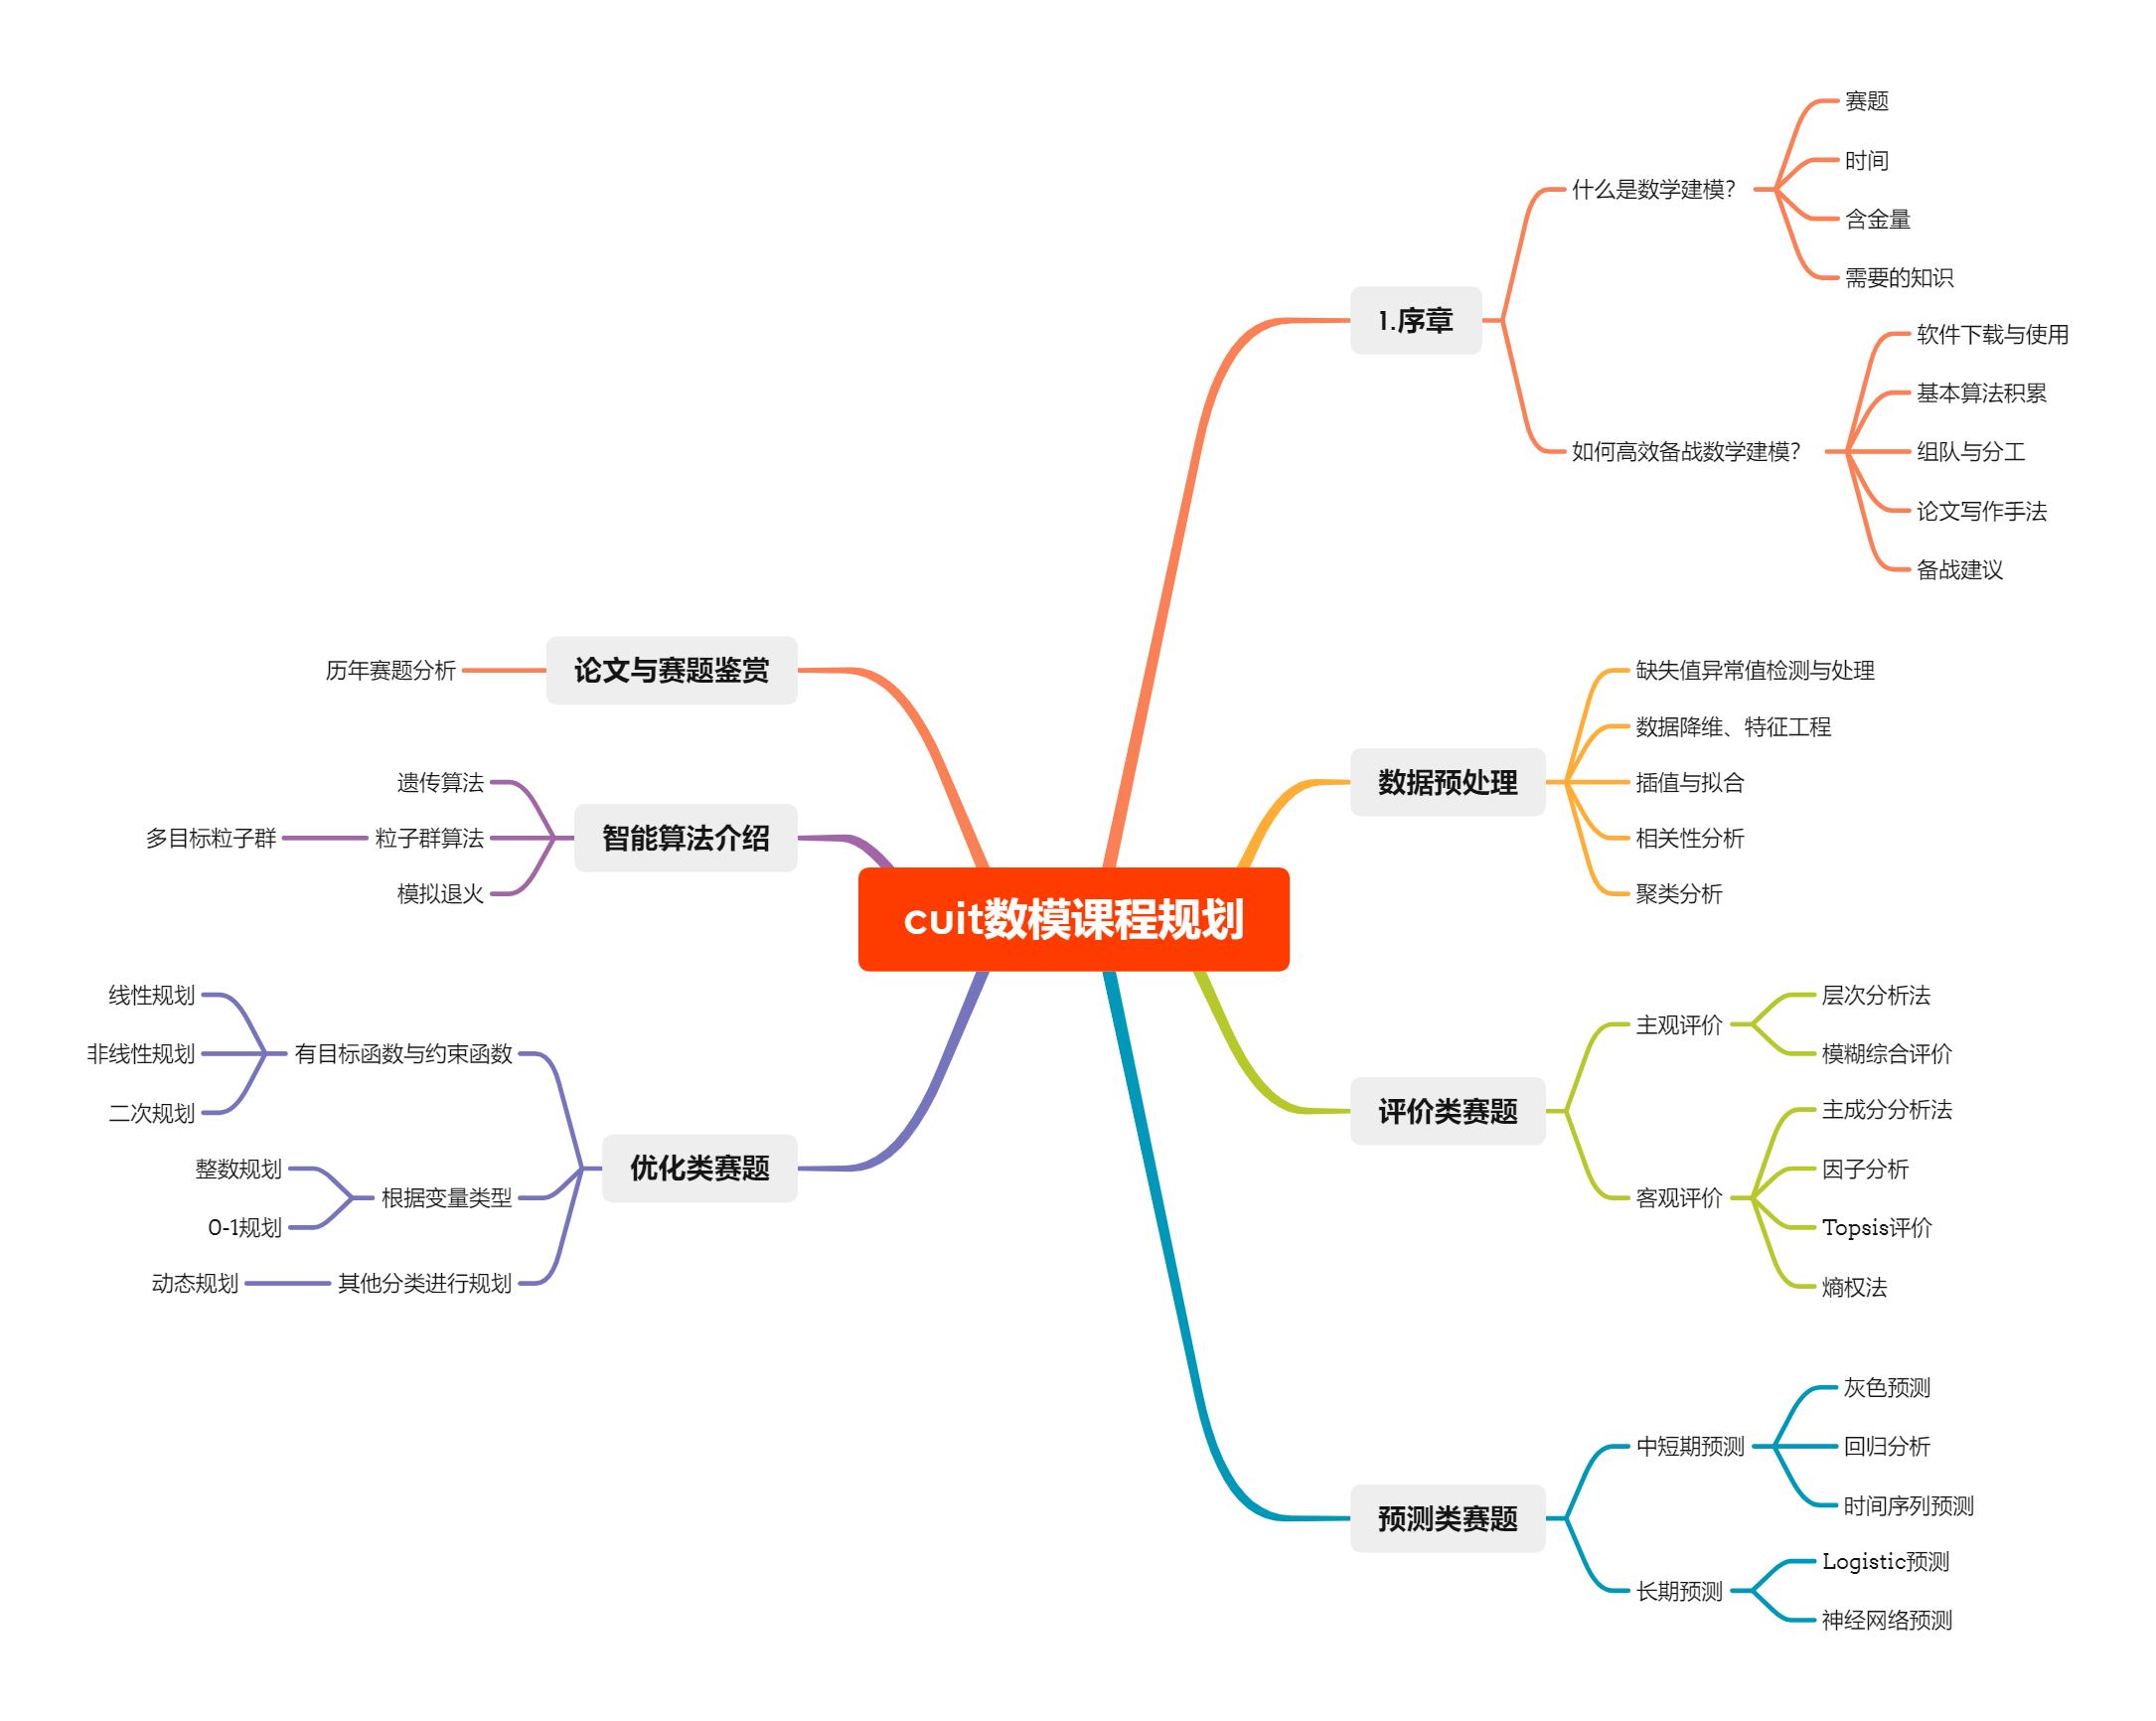 cuit数模课程规划
1.序章
什么是数学建模?
赛题
时间
含金量
需要的知识
如何高效备战数学建模?
软件下载与使用
基本算法积累
组队与分工
论文写作手法
备战建议
数据预处理
缺失值异常值检测与处理
数据降维、特征工程
插值与拟合
相关性分析
聚类分析
评价类赛题
主观评价
层次分析法
模糊综合评价
客观评价
主成分分析法
因子分析
Topsis评价
熵权法
预测类赛题
中短期预测
灰色预测
回归分析
时间序列预测
长期预测
Logistic预测
神经网络预测
优化类赛题
有目标函数与约束函数
线性规划
非线性规划
二次规划
根据变量类型
整数规划
0-1规划
其他分类进行规划
动态规划
智能算法介绍
遗传算法
粒子群算法
多目标粒子群
模拟退火
论文与赛题鉴赏
历年赛题分析